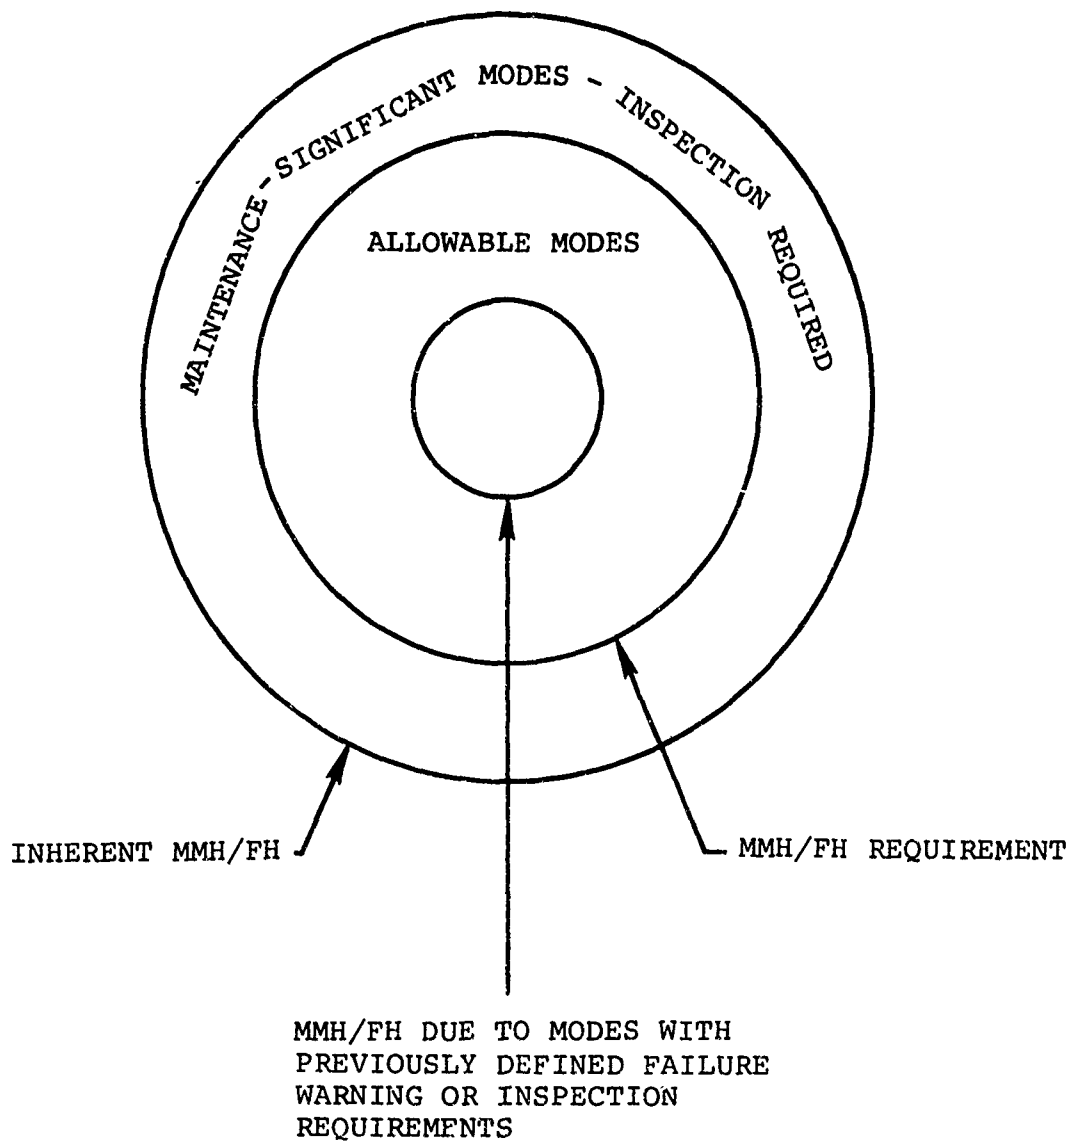 MAINTENANCE-SIGNIFICANT MODES - INSPECTION REQUIRED
ALLOWABLE MODES
INHERENT MMH/FH
MMH/FH REQUIREMENT
MMH/FH DUE TO MODES WITH
PREVIOUSLY DEFINED FAILURE
WARNING OR INSPECTION
REQUIREMENTS